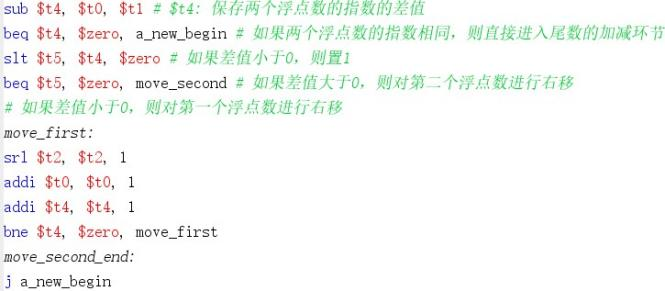 sub $t4, $t0, $t1 # $t4: 保存两个浮点数的指数的差值
beq $t4, $zero, a_new_begin # 如果两个浮点数的指数相同，则直接进入尾数的加减环节
slt $t5, $t4, $zero # 如果差值小于0，则置1
beq $t5, $zero, move_second # 如果差值大于0，则对第二个浮点数进行右移
# 如果差值小于0，则对第一个浮点数进行右移
move_first:
srl $t2, $t2, 1
addi $t0, $t0, 1
addi $t4, $t4, 1
bne $t4, $zero, move_first
move_second_end:
j a_new_begin